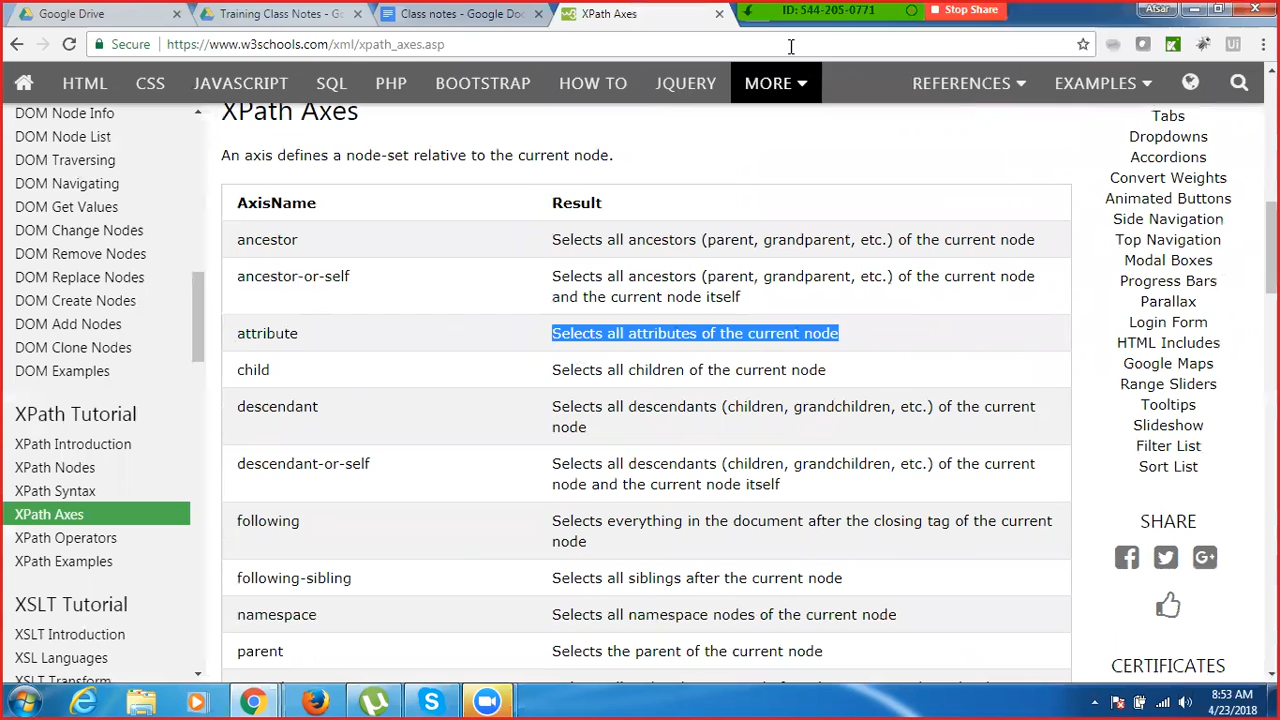 Google Drive
Training Class Notes - Go
Class notes - Google Do
XPath Axes
ID: 544-205-0771
Stop Share
Afsar
Secure
https://www.w3schools.com/xml/xpath_axes.asp
HTML
CSS
JAVASCRIPT
SQL
PHP
BOOTSTRAP
HOW TO
JQUERY
MORE
REFERENCES
EXAMPLES
DOM Node Info
DOM Node List
DOM Traversing
DOM Navigating
DOM Get Values
DOM Change Nodes
DOM Remove Nodes
DOM Replace Nodes
DOM Create Nodes
DOM Add Nodes
DOM Clone Nodes
DOM Examples
XPath Tutorial
XPath Introduction
XPath Nodes
XPath Syntax
XPath Axes
XPath Operators
XPath Examples
XSLT Tutorial
XSLT Introduction
XSL Languages
XSLT Transform
XPath Axes
An axis defines a node-set relative to the current node.
AxisName Result
ancestor Selects all ancestors (parent, grandparent, etc.) of the current node
ancestor-or-self Selects all ancestors (parent, grandparent, etc.) of the current node
and the current node itself
attribute Selects all attributes of the current node
child Selects all children of the current node
descendant Selects all descendants (children, grandchildren, etc.) of the current
node
descendant-or-self Selects all descendants (children, grandchildren, etc.) of the current
node and the current node itself
following Selects everything in the document after the closing tag of the current
node
following-sibling Selects all siblings after the current node
namespace Selects all namespace nodes of the current node
parent Selects the parent of the current node
Tabs
Dropdowns
Accordions
Convert Weights
Animated Buttons
Side Navigation
Top Navigation
Modal Boxes
Progress Bars
Parallax
Login Form
HTML Includes
Google Maps
Range Sliders
Tooltips
Slideshow
Filter List
Sort List
SHARE
CERTIFICATES
8:53 AM
4/23/2018